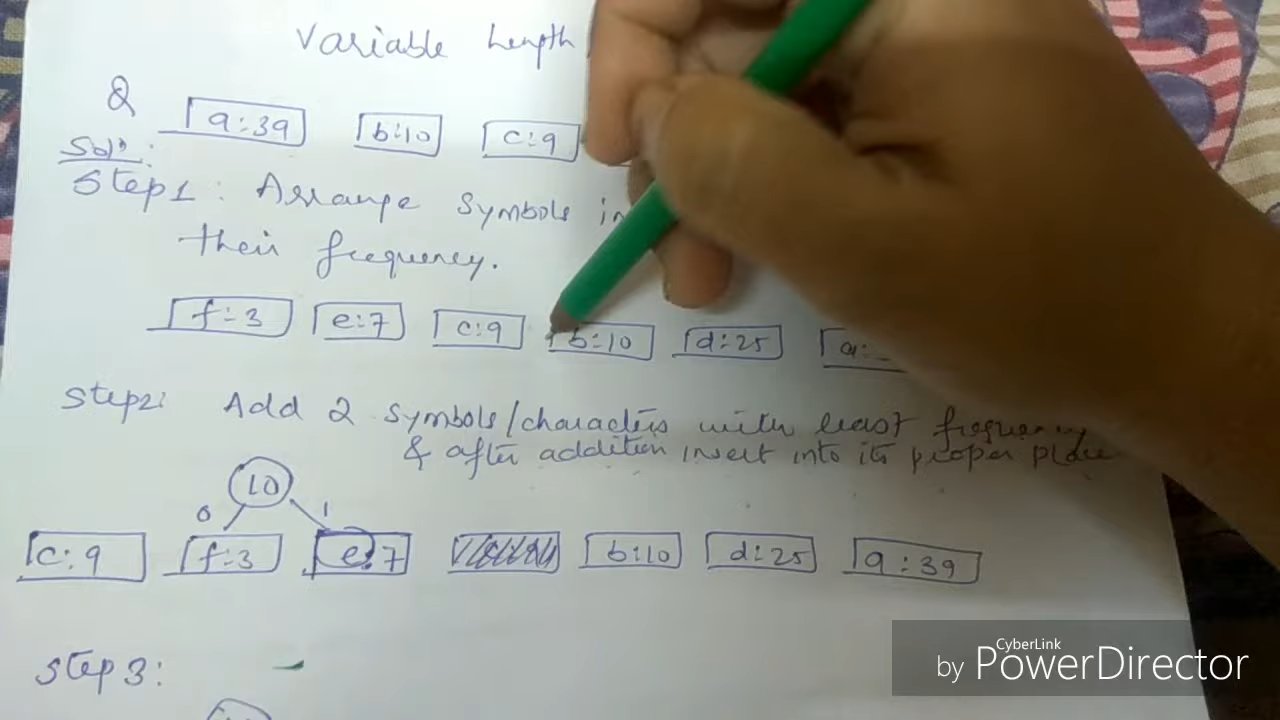 Variable Length
Q
a:39 b:10 c:9
Solⁿ:
Step1: Arrange Symbols in
their frequency.
f:3 e:7 c:9 b:10 d:25 a:
Step2: Add 2 symbols/characters with least frequency
& after addition insert into its proper place
10
0 1
c:9 f:3 e:7 b:10 d:25 a:39
Step3:
CyberLink
by PowerDirector